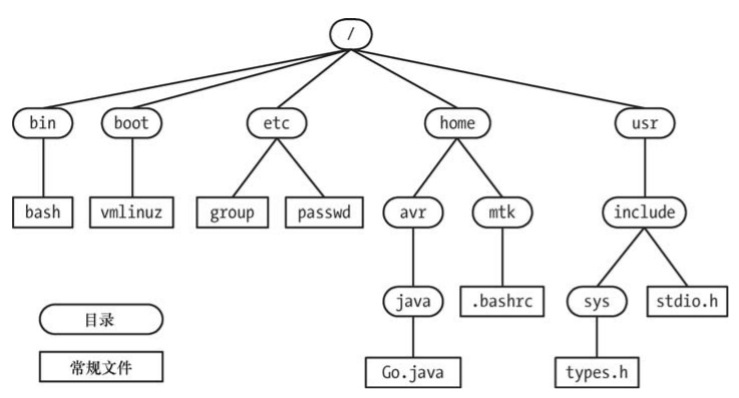 /
bin
boot
etc
home
usr
bash
vmlinuz
group
passwd
avr
mtk
include
java
.bashrc
sys
stdio.h
目录
常规文件
Go.java
types.h